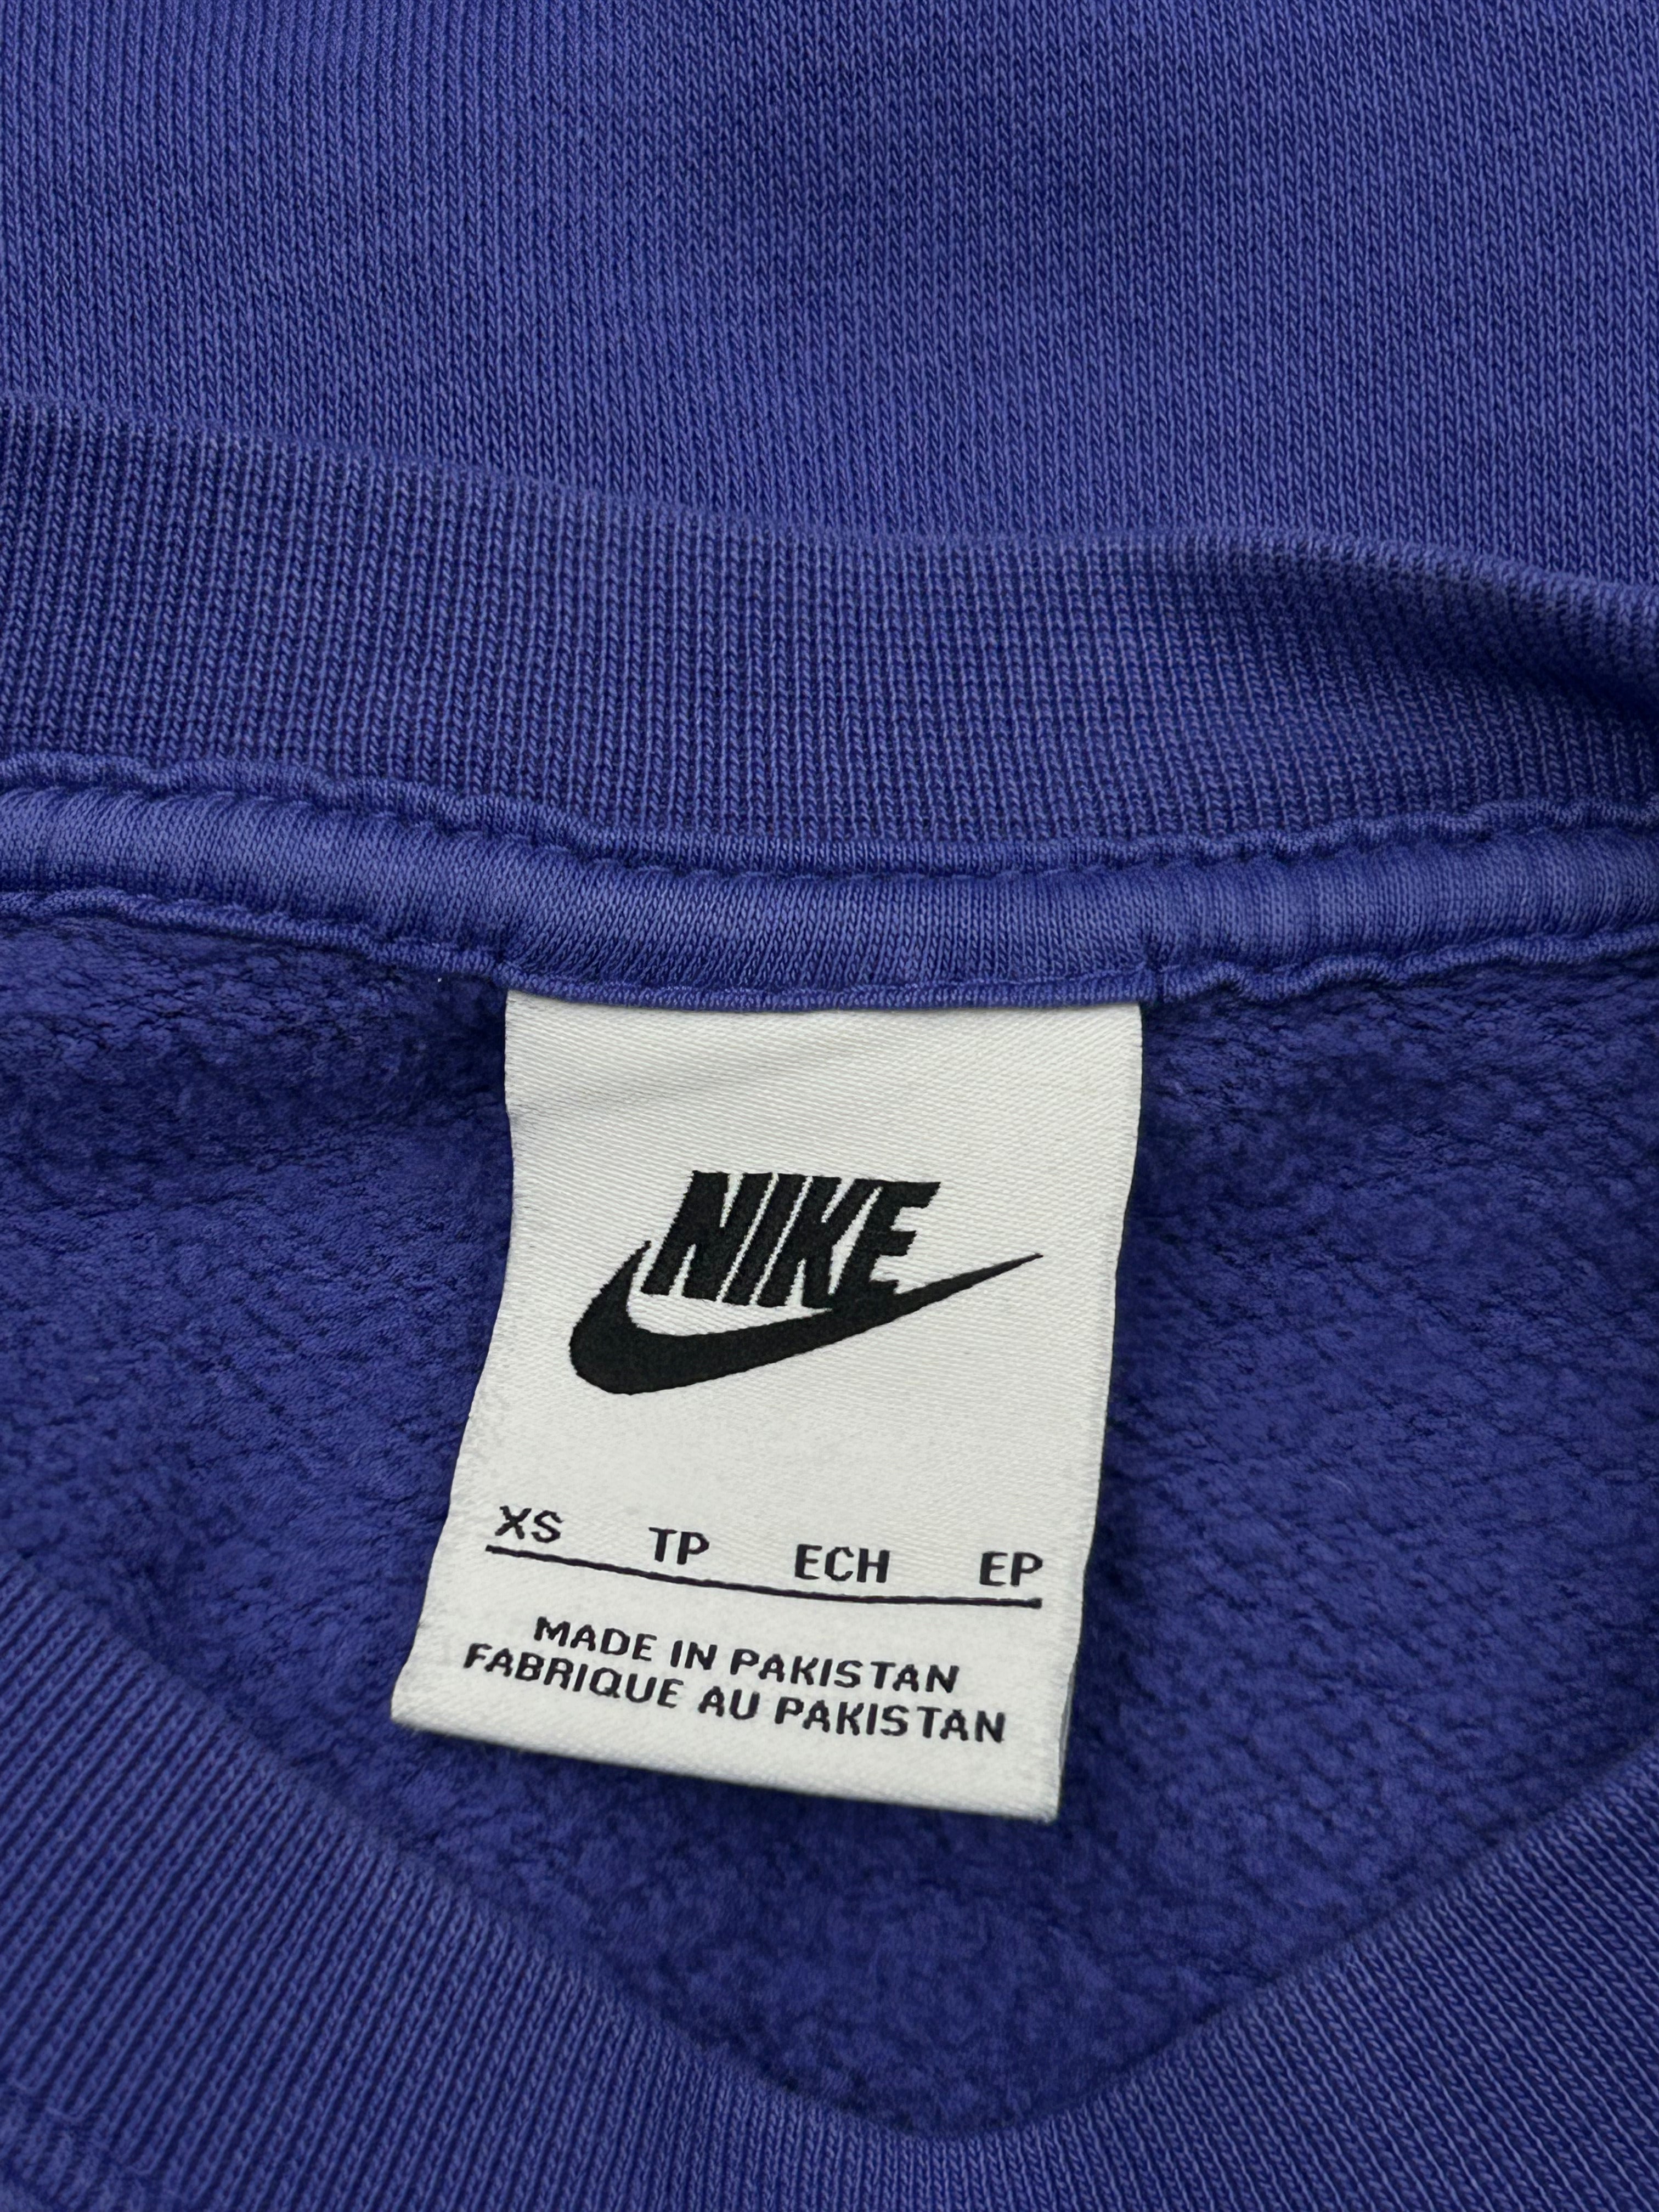 NIKE
XS TP ECH EP
MADE IN PAKISTAN
FABRIQUE AU PAKISTAN